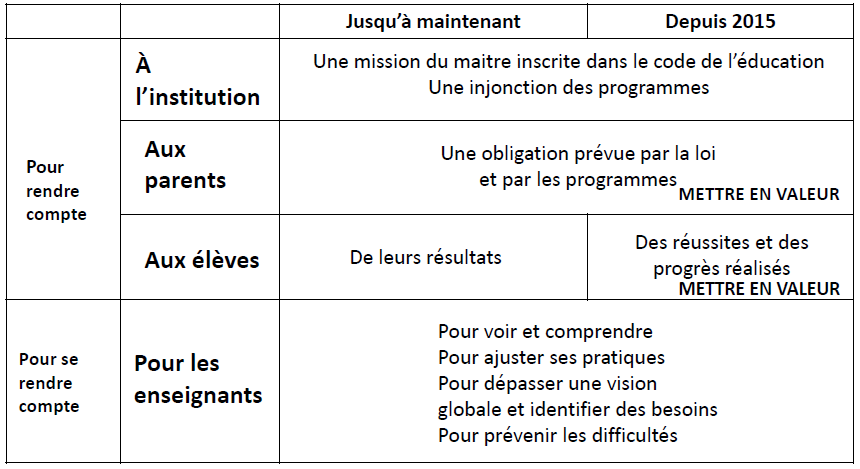 Jusqu’à maintenant
Depuis 2015
Pour
rendre
compte
À
l’institution
Une mission du maitre inscrite dans le code de l’éducation
Une injonction des programmes
Aux
parents
Une obligation prévue par la loi
et par les programmes
METTRE EN VALEUR
Aux élèves
De leurs résultats
Des réussites et des
progrès réalisés
METTRE EN VALEUR
Pour se
rendre
compte
Pour les
enseignants
Pour voir et comprendre
Pour ajuster ses pratiques
Pour dépasser une vision
globale et identifier des besoins
Pour prévenir les difficultés